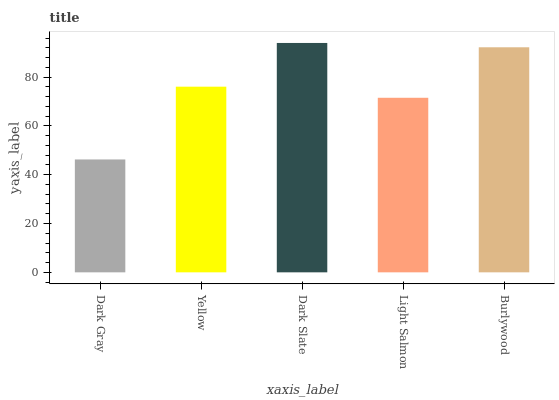 title
yaxis_label
80
60
40
20
0
Dark Gray
Yellow
Dark Slate
Light Salmon
Burlywood
xaxis_label